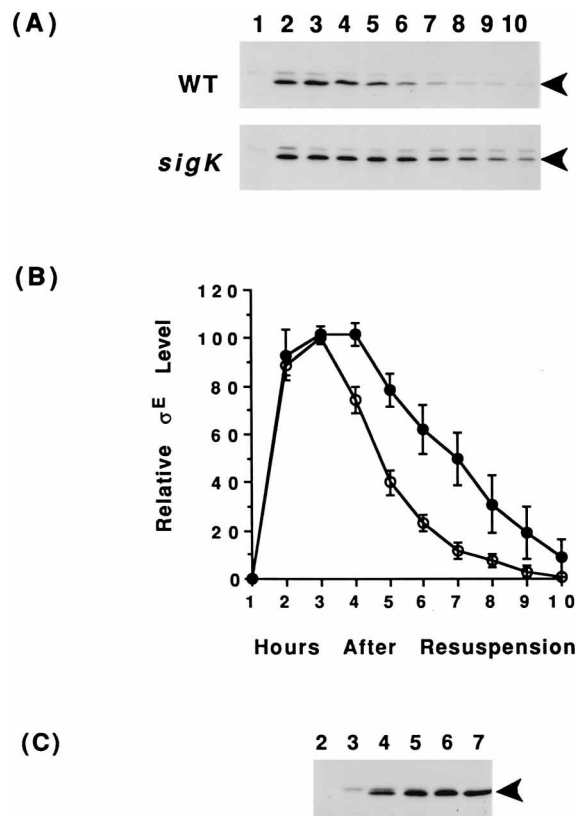 (A)
1 2 3 4 5 6 7 8 9 10
WT
sigK
(B)
Relative σE Level
120
100
80
60
40
20
0
1 2 3 4 5 6 7 8 9 10
Hours After Resuspension
(C)
2 3 4 5 6 7